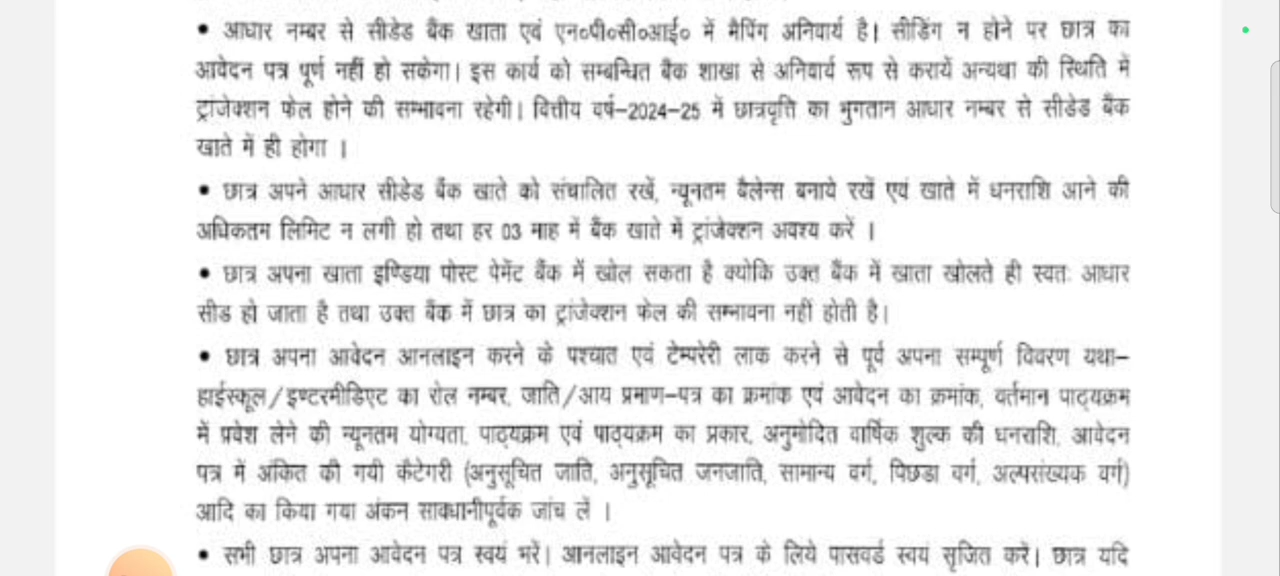 • आधार नम्बर से सीडेड बैंक खाता एवं एन०पी०सी०आई० में मैपिंग अनिवार्य है। सीडिंग न होने पर छात्र का
आवेदन पत्र पूर्ण नहीं हो सकेगा। इस कार्य को सम्बन्धित बैंक शाखा से अनिवार्य रूप से करायें अन्यथा की स्थिति में
ट्रांजेक्शन फेल होने की सम्भावना रहेगी। वित्तीय वर्ष-2024-25 में छात्रवृत्ति का भुगतान आधार नम्बर से सीडेड बैंक
खाते में ही होगा ।
• छात्र अपने आधार सीडेड बैंक खाते को संचालित रखें, न्यूनतम बैलेन्स बनाये रखें एवं खाते में धनराशि आने की
अधिकतम लिमिट न लगी हो तथा हर 03 माह में बैंक खाते में ट्रांजेक्शन अवश्य करें ।
• छात्र अपना खाता इण्डिया पोस्ट पेमेंट बैंक में खोल सकता है क्योकि उक्त बैंक में खाता खोलते ही स्वतः आधार
सीड हो जाता है तथा उक्त बैंक में छात्र का ट्रांजेक्शन फेल की सम्भावना नहीं होती है।
• छात्र अपना आवेदन आनलाइन करने के पश्चात एवं टेम्परेरी लाक करने से पूर्व अपना सम्पूर्ण विवरण यथा-
हाईस्कूल/इण्टरमीडिएट का रोल नम्बर, जाति/आय प्रमाण-पत्र का क्रमांक एवं आवेदन का क्रमांक, वर्तमान पाठ्यक्रम
में प्रवेश लेने की न्यूनतम योग्यता, पाठ्यक्रम एवं पाठ्यक्रम का प्रकार, अनुमोदित वार्षिक शुल्क की धनराशि, आवेदन
पत्र में अंकित की गयी कैटेगरी (अनुसूचित जाति, अनुसूचित जनजाति, सामान्य वर्ग, पिछडा वर्ग, अल्पसंख्यक वर्ग)
आदि का किया गया अंकन सावधानीपूर्वक जांच लें ।
• सभी छात्र अपना आवेदन पत्र स्वयं भरें। आनलाइन आवेदन पत्र के लिये पासवर्ड स्वयं सृजित करें। छात्र यदि